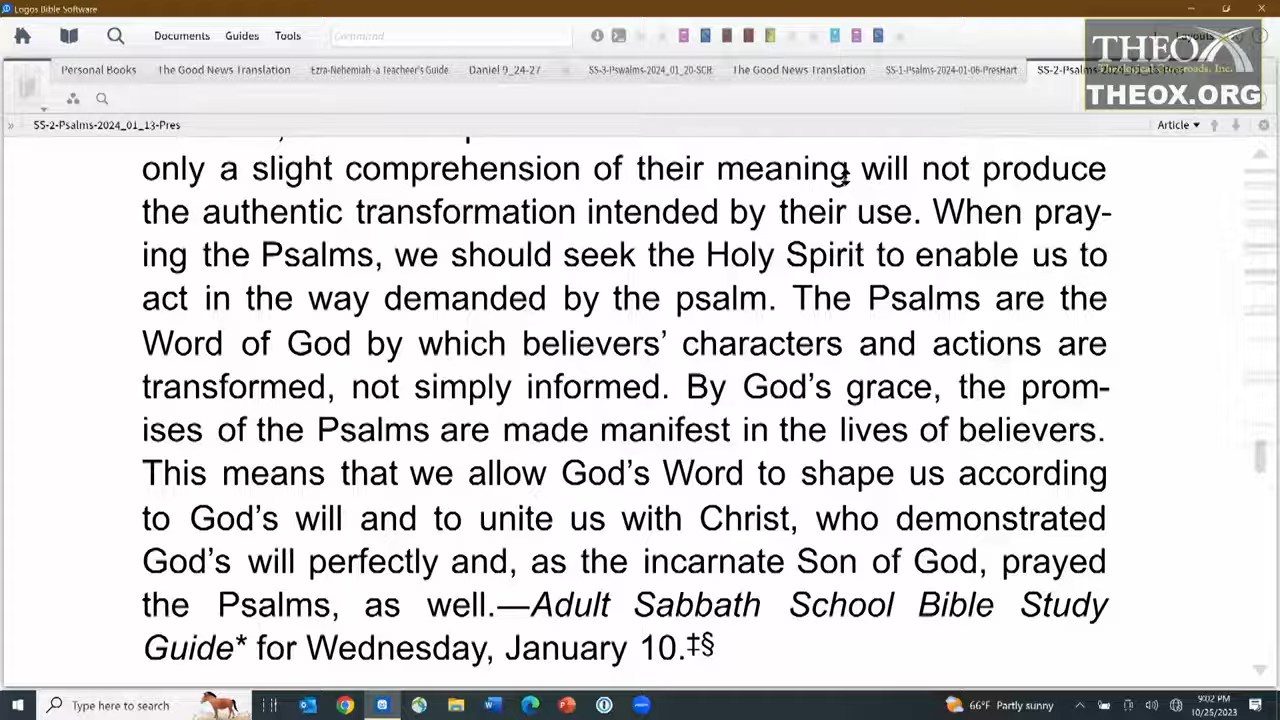 Logos Bible Software
Documents Guides Tools Command
THEOX
Theological Crossroads, Inc.
THEOX.ORG
Personal Books The Good News Translation Daniel 9_24-27 SS-3-Pswalms-2024_01_20-SCR The Good News Translation SS-1-Psalms-2024-01-06-PresHart
SS-2-Psalms-2024_01_13-Pres Article
only a slight comprehension of their meaning will not produce
the authentic transformation intended by their use. When pray-
ing the Psalms, we should seek the Holy Spirit to enable us to
act in the way demanded by the psalm. The Psalms are the
Word of God by which believers’ characters and actions are
transformed, not simply informed. By God’s grace, the prom-
ises of the Psalms are made manifest in the lives of believers.
This means that we allow God’s Word to shape us according
to God’s will and to unite us with Christ, who demonstrated
God’s will perfectly and, as the incarnate Son of God, prayed
the Psalms, as well.—Adult Sabbath School Bible Study
Guide* for Wednesday, January 10.‡§
Type here to search 66°F Partly sunny 9:02 PM
10/25/2023